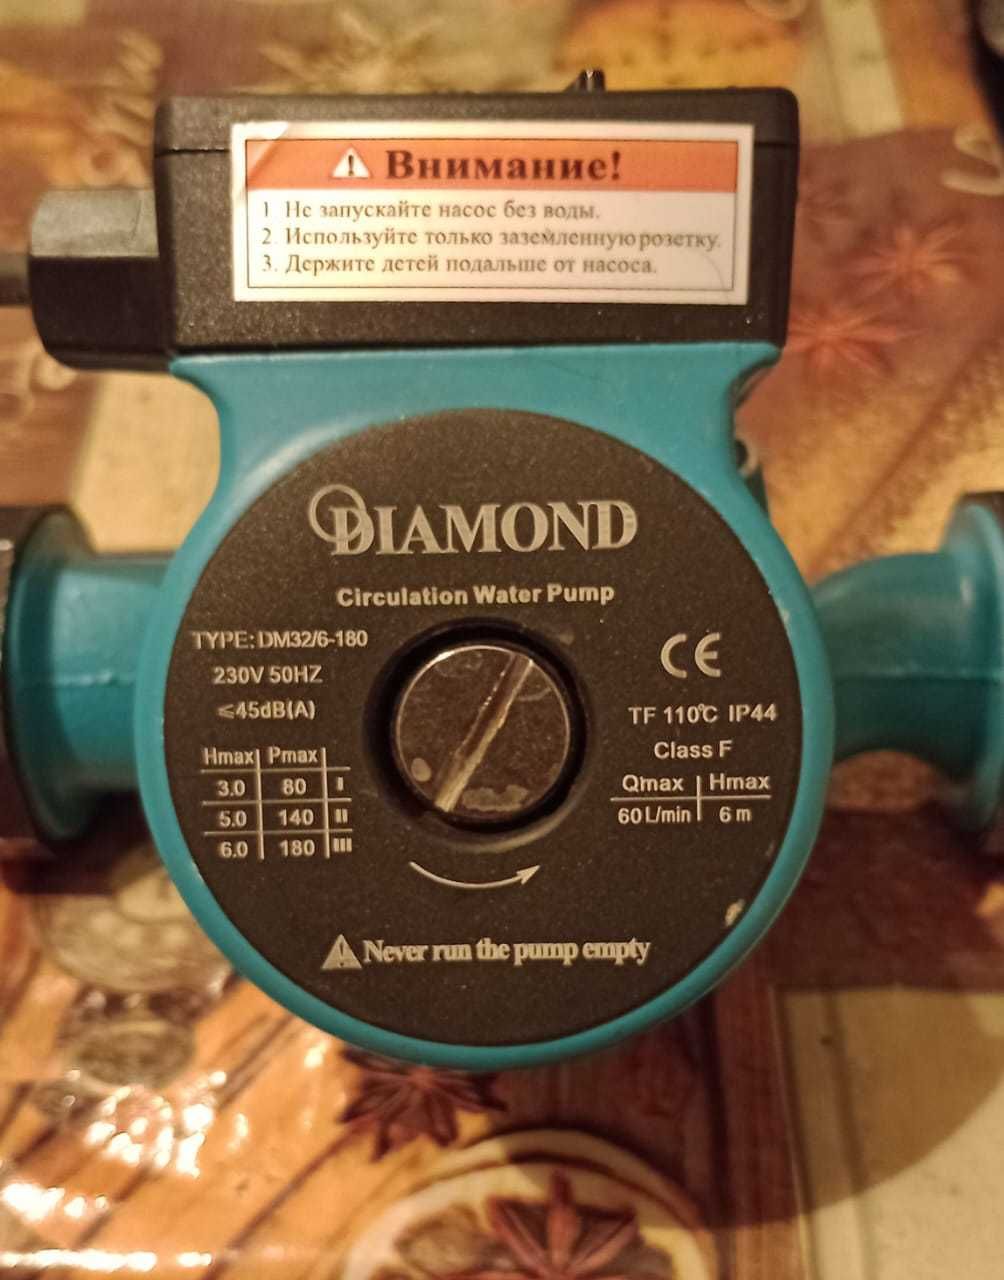 Внимание!
1. Не запускайте насос без воды.
2. Используйте только заземленную розетку.
3. Держите детей подальше от насоса.
DIAMOND
Circulation Water Pump
TYPE: DM32/6-180
230V 50HZ
≤45dB(A)
Hmax Pmax
3.0 80 I
5.0 140 II
6.0 180 III
CE
TF 110°C IP44
Class F
Qmax Hmax
60 L/min 6 m
Never run the pump empty